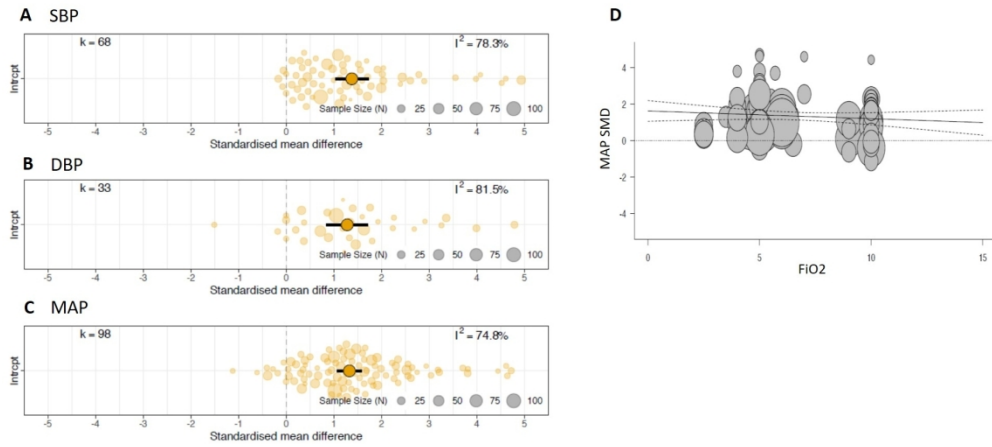 A SBP
k = 68
I² = 78.3%
Intrcpt
Sample Size (N) 25 50 75 100
-5 -4 -3 -2 -1 0 1 2 3 4 5
Standardised mean difference
B DBP
k = 33
I² = 81.5%
Intrcpt
Sample Size (N) 25 50 75 100
-5 -4 -3 -2 -1 0 1 2 3 4 5
Standardised mean difference
C MAP
k = 98
I² = 74.8%
Intrcpt
Sample Size (N) 25 50 75 100
-5 -4 -3 -2 -1 0 1 2 3 4 5
Standardised mean difference
D
MAP SMD
4
2
0
-2
-4
0 5 10 15
FiO2